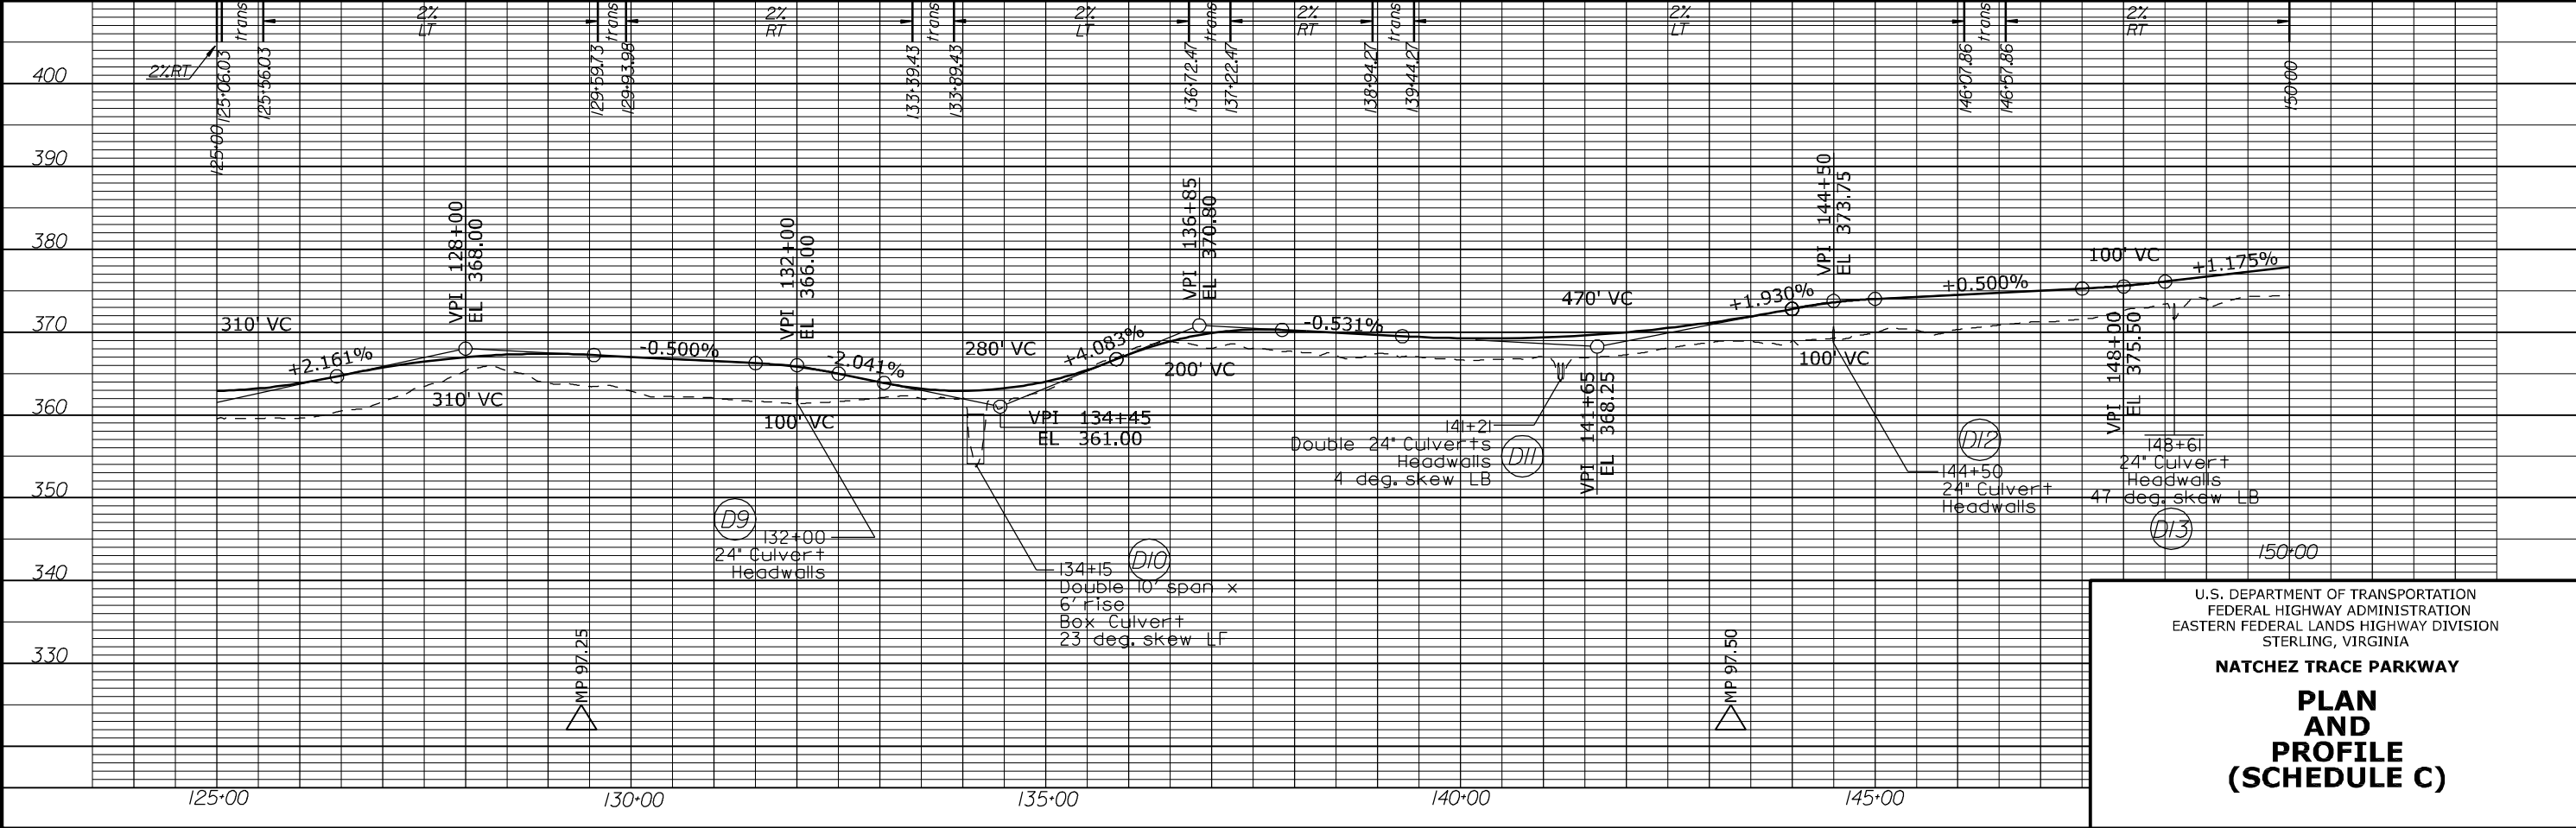 2%RT
125+00
125+06.03
trans
125+56.03
2%
LT
129+59.73
trans
129+93.98
2%
RT
133+39.43
trans
133+89.43
2%
LT
136+72.47
trans
137+22.47
2%
RT
138+94.27
trans
139+44.27
2%
LT
146+07.86
trans
146+57.86
2%
RT
150+00
400
390
380
370
360
350
340
330
310' VC
+2.161%
VPI 128+00
EL 368.00
310' VC
-0.500%
VPI 132+00
EL 366.00
100' VC
-2.041%
280' VC
VPI 134+45
EL 361.00
+4.083%
VPI 136+85
EL 370.80
200' VC
-0.531%
470' VC
VPI 141+65
EL 368.25
+1.930%
VPI 144+50
EL 373.75
100' VC
+0.500%
100' VC
VPI 148+00
EL 375.50
+1.175%
D9
132+00
24" Culvert
Headwalls
D10
134+15
Double 10' span x
6' rise
Box Culvert
23 deg. skew LF
141+21
Double 24" Culverts
Headwalls
4 deg. skew LB
D11
D12
144+50
24" Culvert
Headwalls
148+61
24" Culvert
Headwalls
47 deg. skew LB
D13
150+00
MP 97.25
MP 97.50
125+00
130+00
135+00
140+00
145+00
U.S. DEPARTMENT OF TRANSPORTATION
FEDERAL HIGHWAY ADMINISTRATION
EASTERN FEDERAL LANDS HIGHWAY DIVISION
STERLING, VIRGINIA
NATCHEZ TRACE PARKWAY
PLAN
AND
PROFILE
(SCHEDULE C)